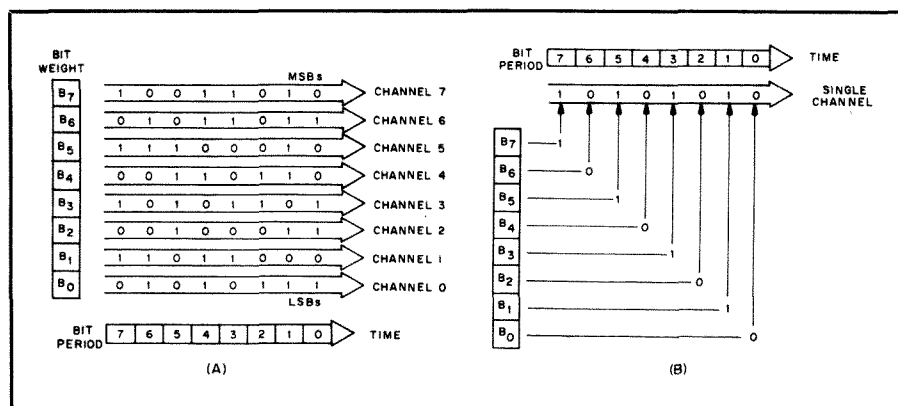 BIT
WEIGHT
MSBs
B7 1 0 0 1 1 0 1 0 CHANNEL 7
B6 0 1 0 1 1 0 1 1 CHANNEL 6
B5 1 1 1 0 0 0 1 0 CHANNEL 5
B4 0 0 1 1 0 1 1 0 CHANNEL 4
B3 1 0 1 0 1 1 0 1 CHANNEL 3
B2 0 0 1 0 0 0 1 1 CHANNEL 2
B1 1 1 0 1 1 0 0 0 CHANNEL 1
B0 0 1 0 1 0 1 1 1 CHANNEL 0
LSBs
BIT
PERIOD 7 6 5 4 3 2 1 0 TIME
(A)
BIT
PERIOD 7 6 5 4 3 2 1 0 TIME
1 0 1 0 1 0 1 0 SINGLE
CHANNEL
B7 1
B6 0
B5 1
B4 0
B3 1
B2 0
B1 1
B0 0
(B)